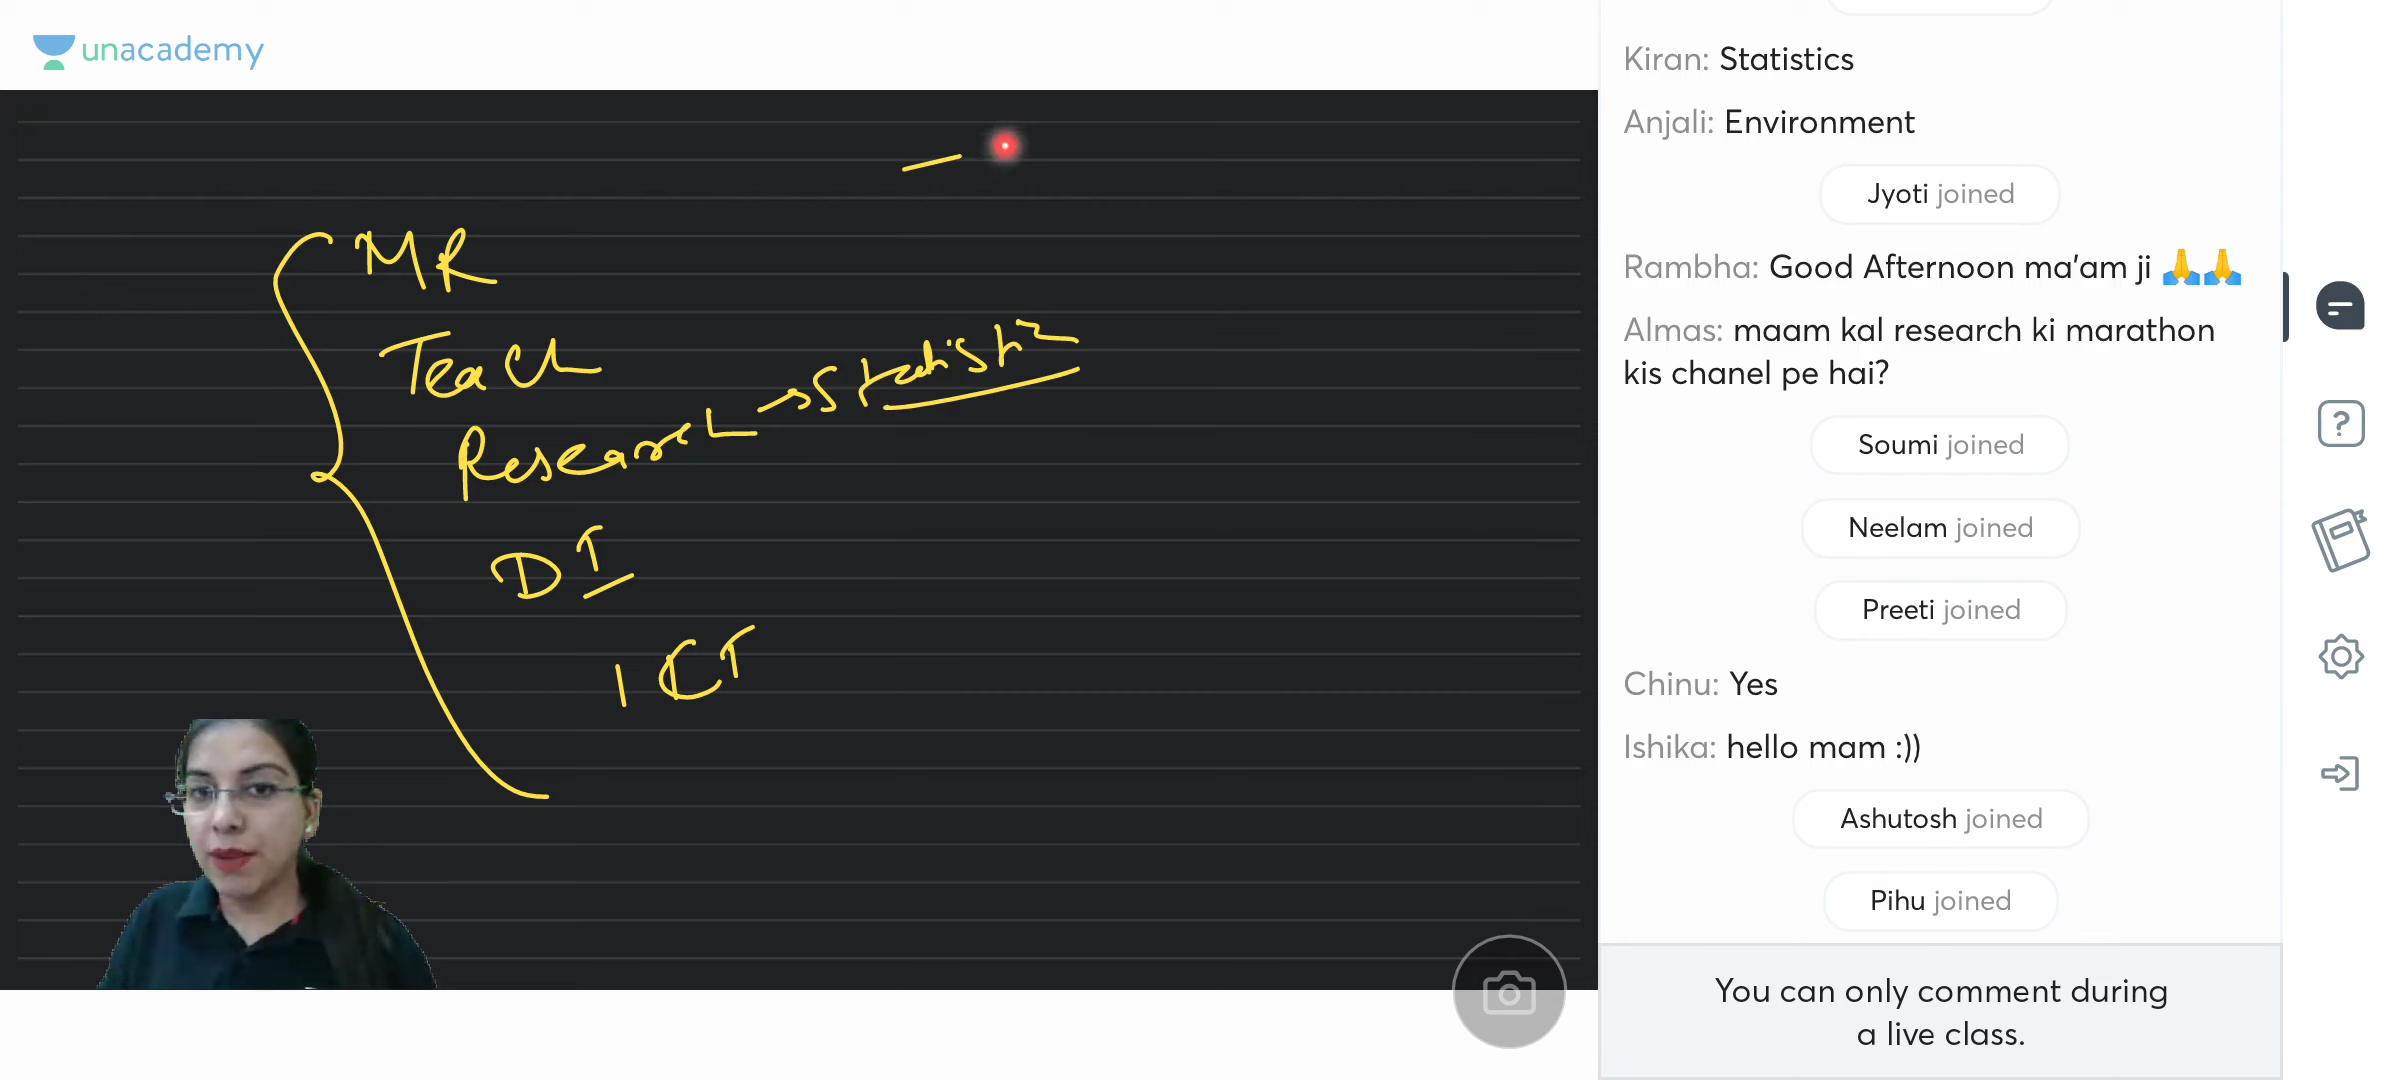 unacademy
MR
Teach
Research → Statistz
DI
ICT
Kiran: Statistics
Anjali: Environment
Jyoti joined
Rambha: Good Afternoon ma'am ji 🙏🙏
Almas: maam kal research ki marathon
kis chanel pe hai?
Soumi joined
Neelam joined
Preeti joined
Chinu: Yes
Ishika: hello mam :))
Ashutosh joined
Pihu joined
You can only comment during
a live class.
?